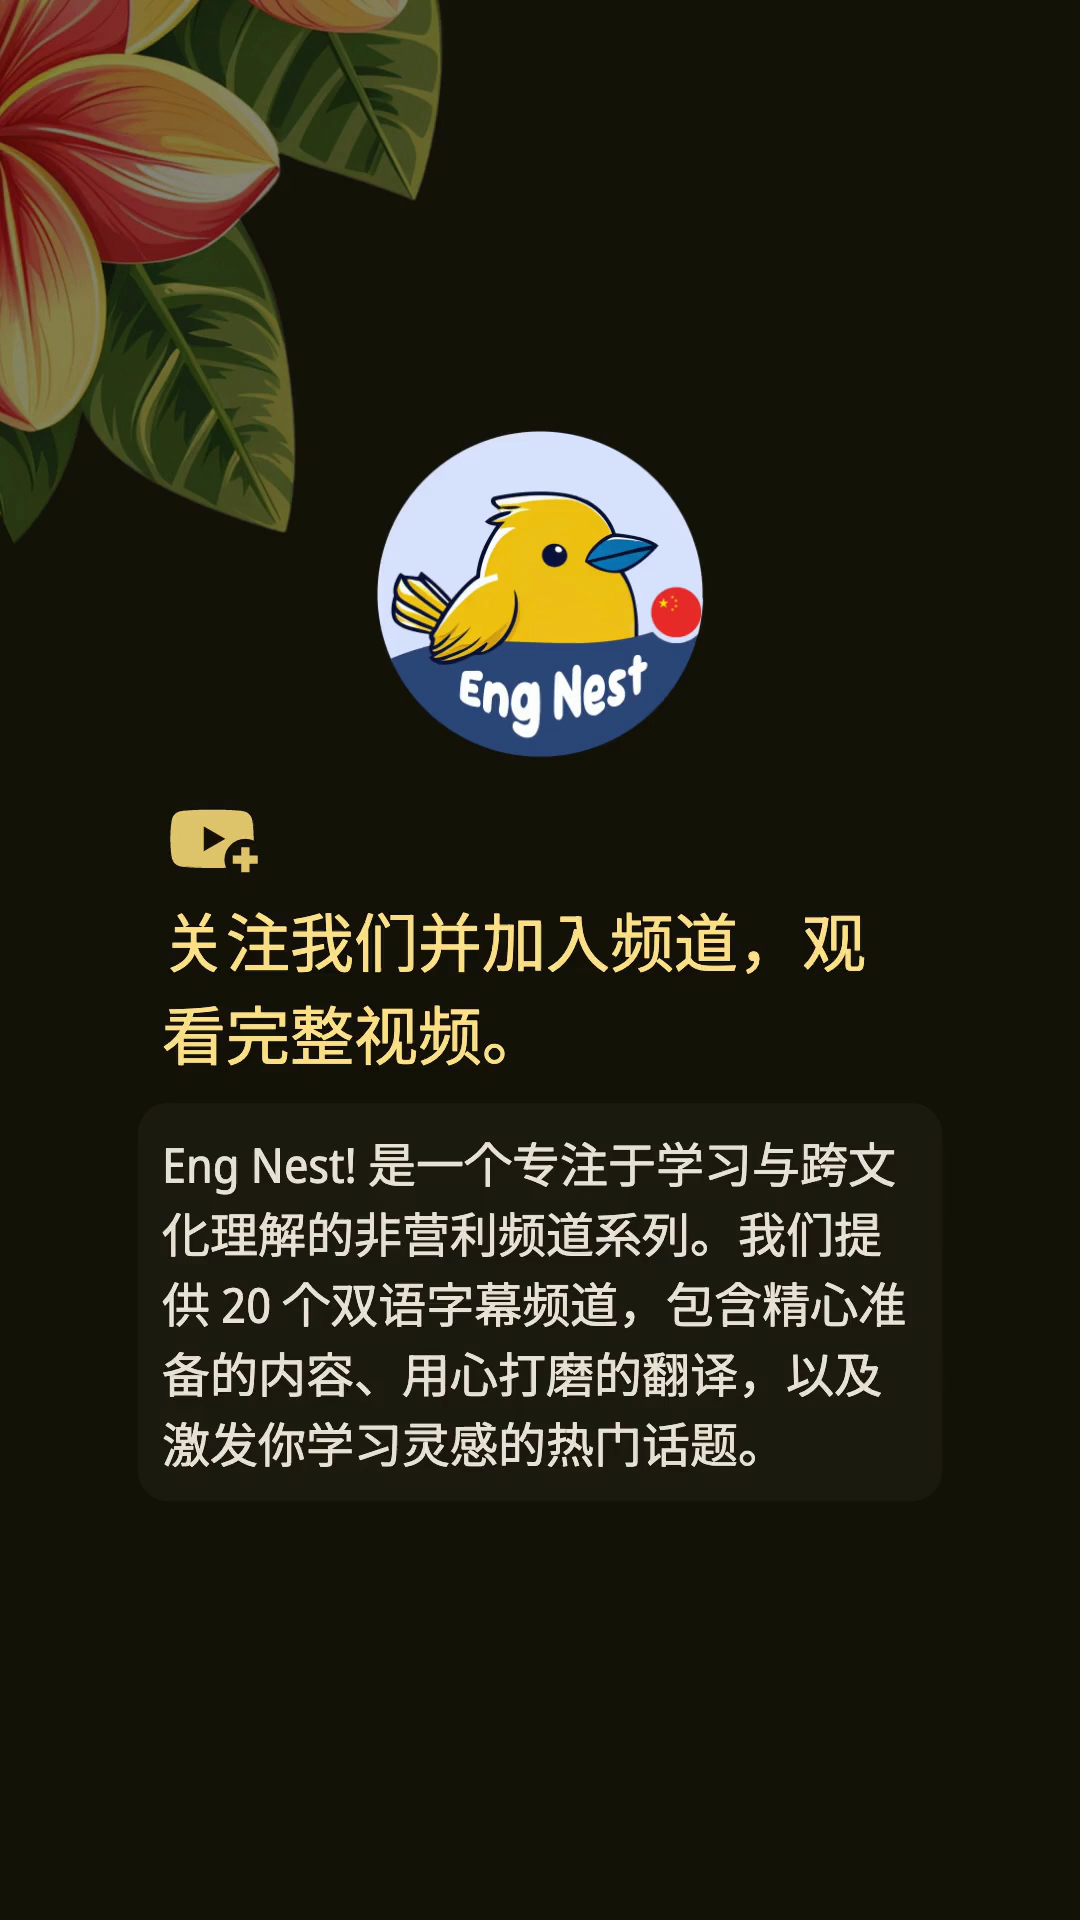 Eng Nest
关注我们并加入频道，观
看完整视频。
Eng Nest! 是一个专注于学习与跨文
化理解的非营利频道系列。我们提
供 20 个双语字幕频道，包含精心准
备的内容、用心打磨的翻译，以及
激发你学习灵感的热门话题。